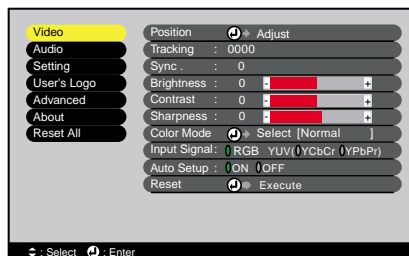 Video
Audio
Setting
User's Logo
Advanced
About
Reset All
Position Adjust
Tracking : 0000
Sync . : 0
Brightness : 0 - +
Contrast : 0 - +
Sharpness : 0 - +
Color Mode Select [Normal ]
Input Signal : RGB YUV( YCbCr YPbPr)
Auto Setup : ON OFF
Reset Execute
: Select : Enter